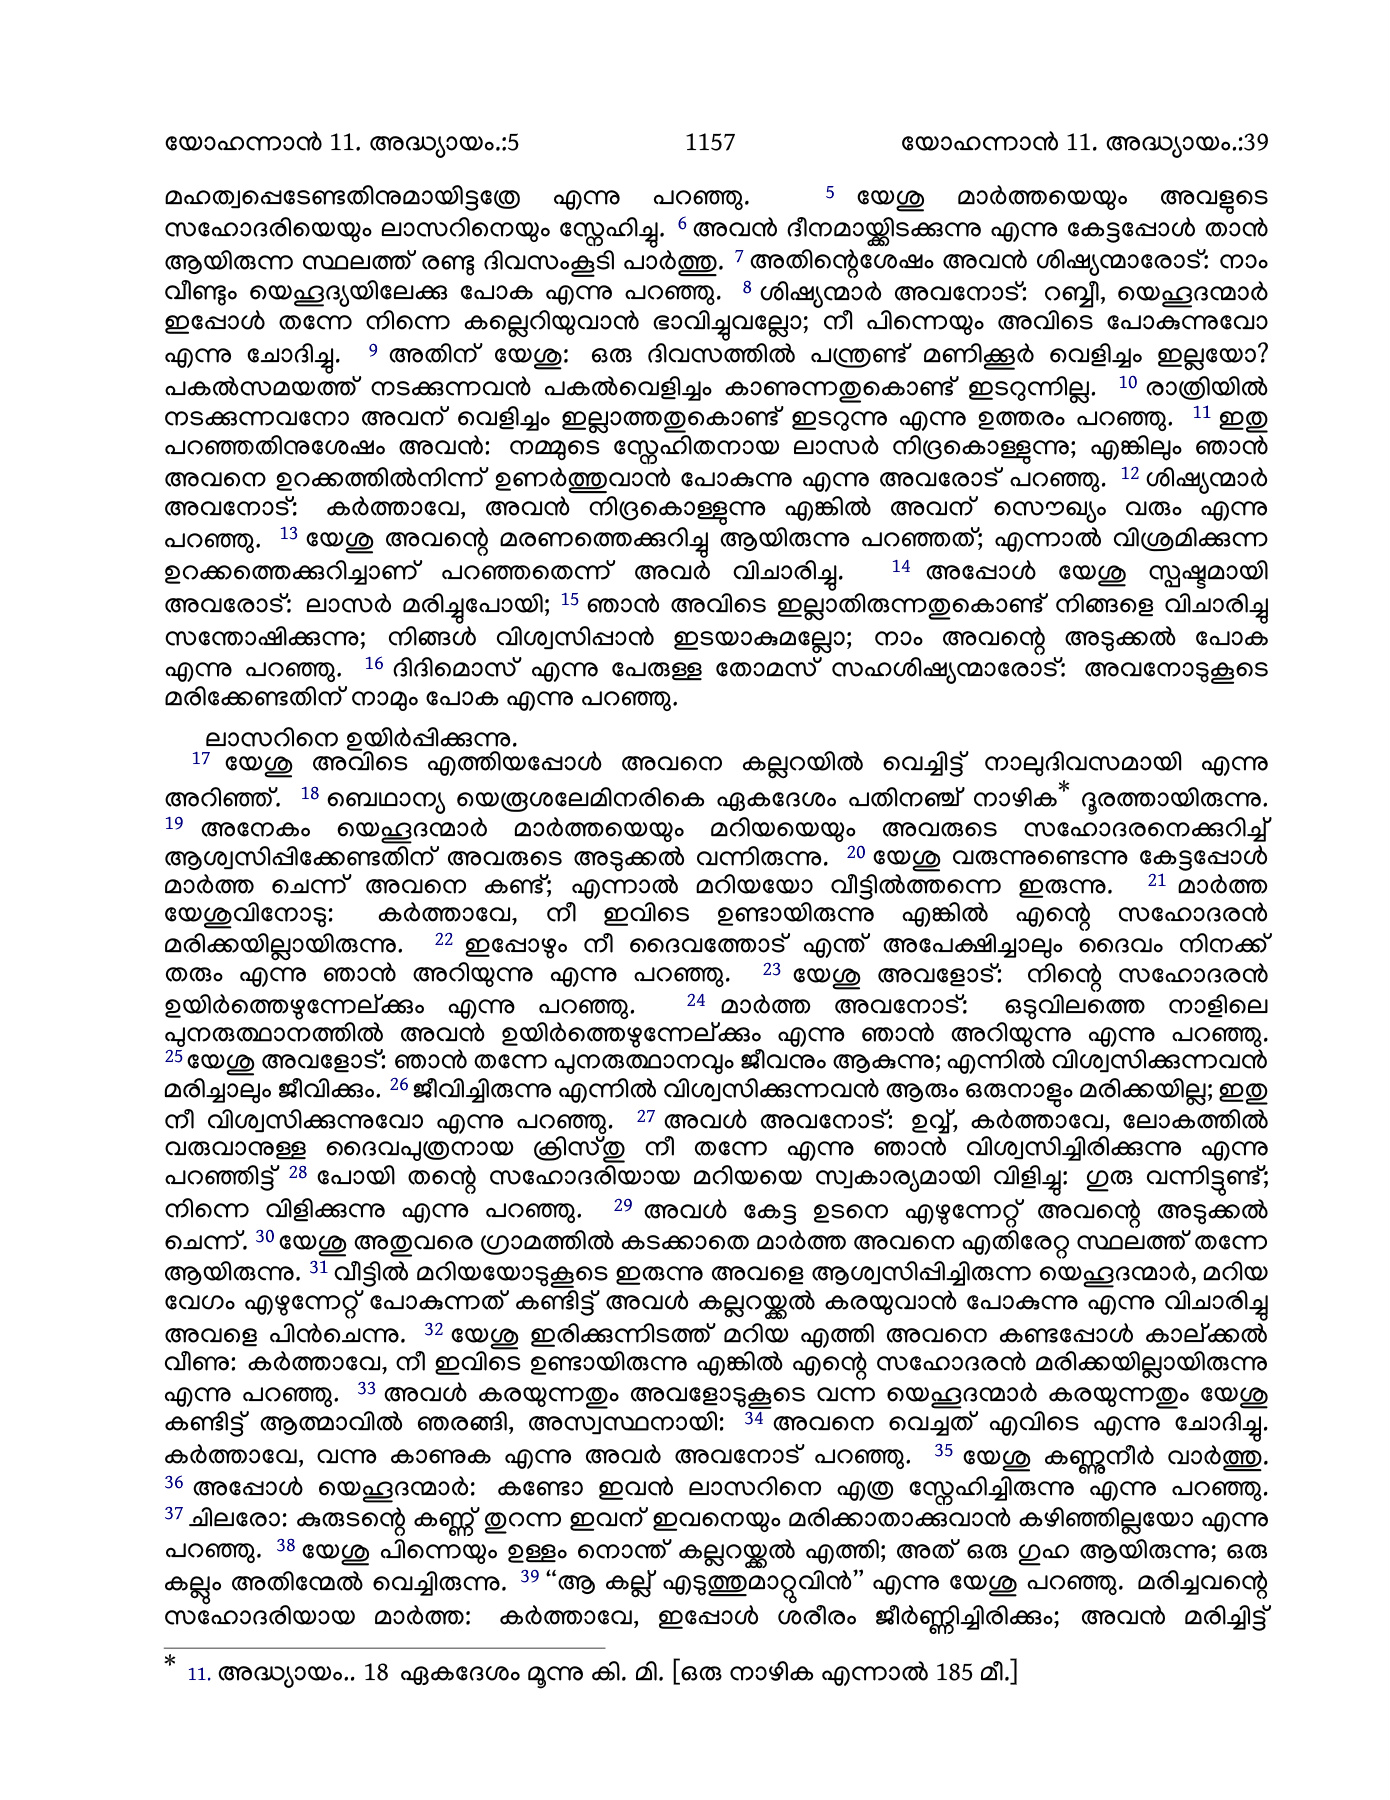 യോഹന്നാൻ 11. അദ്ധ്യായം.:5 1157 യോഹന്നാൻ 11. അദ്ധ്യായം.:39
മഹത്വപ്പെടേണ്ടതിനുമായിട്ടത്രേ എന്നു പറഞ്ഞു. 5 യേശു മാർത്തയെയും അവളുടെ
സഹോദരിയെയും ലാസറിനെയും സ്നേഹിച്ചു. 6 അവൻ ദീനമായ്ക്കിടക്കുന്നു എന്നു കേട്ടപ്പോൾ താൻ
ആയിരുന്ന സ്ഥലത്ത് രണ്ടു ദിവസംകൂടി പാർത്തു. 7 അതിന്റെശേഷം അവൻ ശിഷ്യന്മാരോട്: നാം
വീണ്ടും യെഹൂദ്യയിലേക്കു പോക എന്നു പറഞ്ഞു. 8 ശിഷ്യന്മാർ അവനോട്: റബ്ബീ, യെഹൂദന്മാർ
ഇപ്പോൾ തന്നേ നിന്നെ കല്ലെറിയുവാൻ ഭാവിച്ചുവല്ലോ; നീ പിന്നെയും അവിടെ പോകുന്നുവോ
എന്നു ചോദിച്ചു. 9 അതിന് യേശു: ഒരു ദിവസത്തിൽ പന്ത്രണ്ട് മണിക്കൂർ വെളിച്ചം ഇല്ലയോ?
പകൽസമയത്ത് നടക്കുന്നവൻ പകൽവെളിച്ചം കാണുന്നതുകൊണ്ട് ഇടറുന്നില്ല. 10 രാത്രിയിൽ
നടക്കുന്നവനോ അവന് വെളിച്ചം ഇല്ലാത്തതുകൊണ്ട് ഇടറുന്നു എന്നു ഉത്തരം പറഞ്ഞു. 11 ഇതു
പറഞ്ഞതിനുശേഷം അവൻ: നമ്മുടെ സ്നേഹിതനായ ലാസർ നിദ്രകൊള്ളുന്നു; എങ്കിലും ഞാൻ
അവനെ ഉറക്കത്തിൽനിന്ന് ഉണർത്തുവാൻ പോകുന്നു എന്നു അവരോട് പറഞ്ഞു. 12 ശിഷ്യന്മാർ
അവനോട്: കർത്താവേ, അവൻ നിദ്രകൊള്ളുന്നു എങ്കിൽ അവന് സൌഖ്യം വരും എന്നു
പറഞ്ഞു. 13 യേശു അവന്റെ മരണത്തെക്കുറിച്ചു ആയിരുന്നു പറഞ്ഞത്; എന്നാൽ വിശ്രമിക്കുന്ന
ഉറക്കത്തെക്കുറിച്ചാണ് പറഞ്ഞതെന്ന് അവർ വിചാരിച്ചു. 14 അപ്പോൾ യേശു സ്പഷ്ടമായി
അവരോട്: ലാസർ മരിച്ചുപോയി; 15 ഞാൻ അവിടെ ഇല്ലാതിരുന്നതുകൊണ്ട് നിങ്ങളെ വിചാരിച്ചു
സന്തോഷിക്കുന്നു; നിങ്ങൾ വിശ്വസിപ്പാൻ ഇടയാകുമല്ലോ; നാം അവന്റെ അടുക്കൽ പോക
എന്നു പറഞ്ഞു. 16 ദിദിമൊസ് എന്നു പേരുള്ള തോമസ് സഹശിഷ്യന്മാരോട്: അവനോടുകൂടെ
മരിക്കേണ്ടതിന് നാമും പോക എന്നു പറഞ്ഞു.
ലാസറിനെ ഉയിർപ്പിക്കുന്നു.
17 യേശു അവിടെ എത്തിയപ്പോൾ അവനെ കല്ലറയിൽ വെച്ചിട്ട് നാലുദിവസമായി എന്നു
അറിഞ്ഞ്. 18 ബെഥാന്യ യെരൂശലേമിനരികെ ഏകദേശം പതിനഞ്ച് നാഴിക* ദൂരത്തായിരുന്നു.
19 അനേകം യെഹൂദന്മാർ മാർത്തയെയും മറിയയെയും അവരുടെ സഹോദരനെക്കുറിച്ച്
ആശ്വസിപ്പിക്കേണ്ടതിന് അവരുടെ അടുക്കൽ വന്നിരുന്നു. 20 യേശു വരുന്നുണ്ടെന്നു കേട്ടപ്പോൾ
മാർത്ത ചെന്ന് അവനെ കണ്ട്; എന്നാൽ മറിയയോ വീട്ടിൽത്തന്നെ ഇരുന്നു. 21 മാർത്ത
യേശുവിനോടു: കർത്താവേ, നീ ഇവിടെ ഉണ്ടായിരുന്നു എങ്കിൽ എന്റെ സഹോദരൻ
മരിക്കയില്ലായിരുന്നു. 22 ഇപ്പോഴും നീ ദൈവത്തോട് എന്ത് അപേക്ഷിച്ചാലും ദൈവം നിനക്ക്
തരും എന്നു ഞാൻ അറിയുന്നു എന്നു പറഞ്ഞു. 23 യേശു അവളോട്: നിന്റെ സഹോദരൻ
ഉയിർത്തെഴുന്നേല്ക്കും എന്നു പറഞ്ഞു. 24 മാർത്ത അവനോട്: ഒടുവിലത്തെ നാളിലെ
പുനരുത്ഥാനത്തിൽ അവൻ ഉയിർത്തെഴുന്നേല്ക്കും എന്നു ഞാൻ അറിയുന്നു എന്നു പറഞ്ഞു.
25 യേശു അവളോട്: ഞാൻ തന്നേ പുനരുത്ഥാനവും ജീവനും ആകുന്നു; എന്നിൽ വിശ്വസിക്കുന്നവൻ
മരിച്ചാലും ജീവിക്കും. 26 ജീവിച്ചിരുന്നു എന്നിൽ വിശ്വസിക്കുന്നവൻ ആരും ഒരുനാളും മരിക്കയില്ല; ഇതു
നീ വിശ്വസിക്കുന്നുവോ എന്നു പറഞ്ഞു. 27 അവൾ അവനോട്: ഉവ്വ്, കർത്താവേ, ലോകത്തിൽ
വരുവാനുള്ള ദൈവപുത്രനായ ക്രിസ്തു നീ തന്നേ എന്നു ഞാൻ വിശ്വസിച്ചിരിക്കുന്നു എന്നു
പറഞ്ഞിട്ട് 28 പോയി തന്റെ സഹോദരിയായ മറിയയെ സ്വകാര്യമായി വിളിച്ചു: ഗുരു വന്നിട്ടുണ്ട്;
നിന്നെ വിളിക്കുന്നു എന്നു പറഞ്ഞു. 29 അവൾ കേട്ട ഉടനെ എഴുന്നേറ്റ് അവന്റെ അടുക്കൽ
ചെന്ന്. 30 യേശു അതുവരെ ഗ്രാമത്തിൽ കടക്കാതെ മാർത്ത അവനെ എതിരേറ്റ സ്ഥലത്ത് തന്നേ
ആയിരുന്നു. 31 വീട്ടിൽ മറിയയോടുകൂടെ ഇരുന്നു അവളെ ആശ്വസിപ്പിച്ചിരുന്ന യെഹൂദന്മാർ, മറിയ
വേഗം എഴുന്നേറ്റ് പോകുന്നത് കണ്ടിട്ട് അവൾ കല്ലറയ്ക്കൽ കരയുവാൻ പോകുന്നു എന്നു വിചാരിച്ചു
അവളെ പിൻചെന്നു. 32 യേശു ഇരിക്കുന്നിടത്ത് മറിയ എത്തി അവനെ കണ്ടപ്പോൾ കാല്ക്കൽ
വീണു: കർത്താവേ, നീ ഇവിടെ ഉണ്ടായിരുന്നു എങ്കിൽ എന്റെ സഹോദരൻ മരിക്കയില്ലായിരുന്നു
എന്നു പറഞ്ഞു. 33 അവൾ കരയുന്നതും അവളോടുകൂടെ വന്ന യെഹൂദന്മാർ കരയുന്നതും യേശു
കണ്ടിട്ട് ആത്മാവിൽ ഞരങ്ങി, അസ്വസ്ഥനായി: 34 അവനെ വെച്ചത് എവിടെ എന്നു ചോദിച്ചു.
കർത്താവേ, വന്നു കാണുക എന്നു അവർ അവനോട് പറഞ്ഞു. 35 യേശു കണ്ണുനീർ വാർത്തു.
36 അപ്പോൾ യെഹൂദന്മാർ: കണ്ടോ ഇവൻ ലാസറിനെ എത്ര സ്നേഹിച്ചിരുന്നു എന്നു പറഞ്ഞു.
37 ചിലരോ: കുരുടന്റെ കണ്ണ് തുറന്ന ഇവന് ഇവനെയും മരിക്കാതാക്കുവാൻ കഴിഞ്ഞില്ലയോ എന്നു
പറഞ്ഞു. 38 യേശു പിന്നെയും ഉള്ളം നൊന്ത് കല്ലറയ്ക്കൽ എത്തി; അത് ഒരു ഗുഹ ആയിരുന്നു; ഒരു
കല്ലും അതിന്മേൽ വെച്ചിരുന്നു. 39 “ആ കല്ല് എടുത്തുമാറ്റുവിൻ” എന്നു യേശു പറഞ്ഞു. മരിച്ചവന്റെ
സഹോദരിയായ മാർത്ത: കർത്താവേ, ഇപ്പോൾ ശരീരം ജീർണ്ണിച്ചിരിക്കും; അവൻ മരിച്ചിട്ട്
* 11. അദ്ധ്യായം.. 18 ഏകദേശം മൂന്നു കി. മി. [ഒരു നാഴിക എന്നാൽ 185 മീ.]